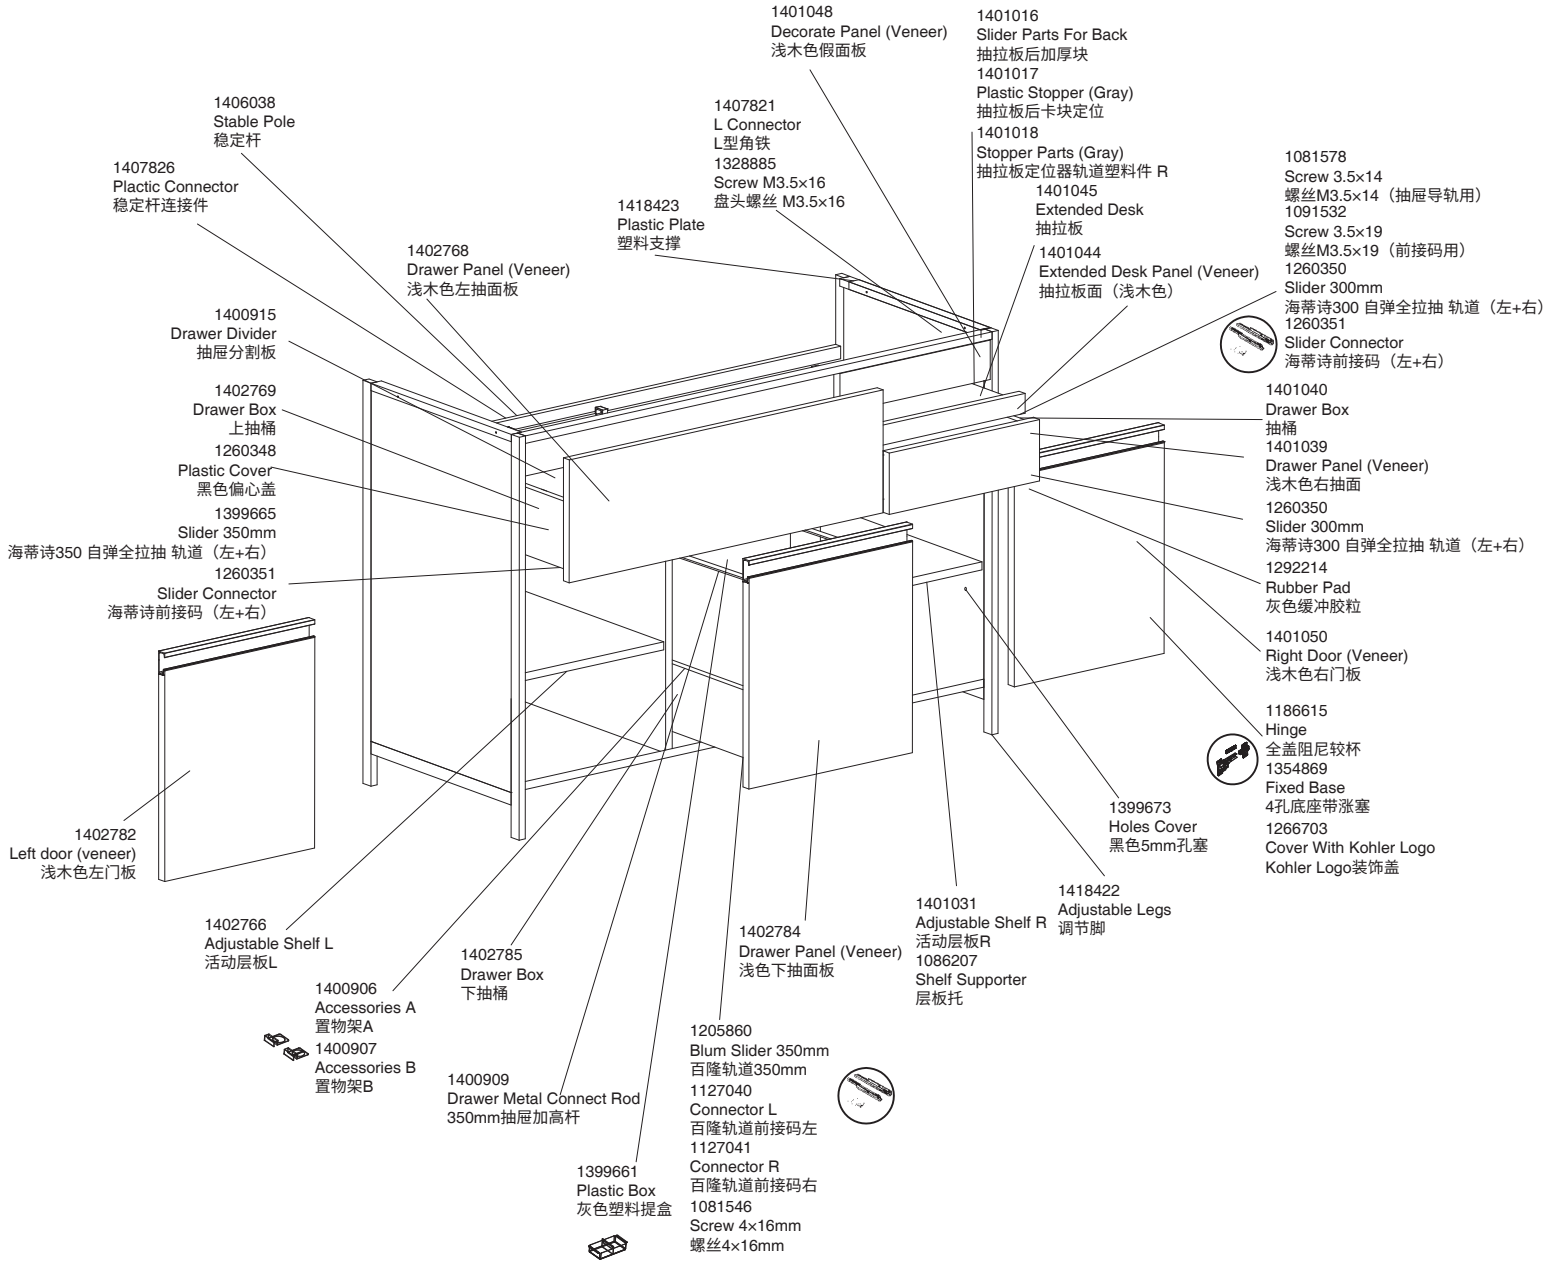 1401048
Decorate Panel (Veneer)
浅木色假面板
1401016
Slider Parts For Back
抽拉板后加厚块
1401017
Plastic Stopper (Gray)
抽拉板后卡块定位
1401018
Stopper Parts (Gray)
抽拉板定位器轨道塑料件 R
1406038
Stable Pole
稳定杆
1407821
L Connector
L型角铁
1328885
Screw M3.5×16
盘头螺丝 M3.5×16
1407826
Plactic Connector
稳定杆连接件
1418423
Plastic Plate
塑料支撑
1401045
Extended Desk
抽拉板
1401044
Extended Desk Panel (Veneer)
抽拉板面（浅木色）
1081578
Screw 3.5×14
螺丝M3.5×14（抽屉导轨用）
1091532
Screw 3.5×19
螺丝M3.5×19（前接码用）
1260350
Slider 300mm
海蒂诗300 自弹全拉抽 轨道（左+右）
1260351
Slider Connector
海蒂诗前接码（左+右）
1402768
Drawer Panel (Veneer)
浅木色左抽面板
1400915
Drawer Divider
抽屉分割板
1402769
Drawer Box
上抽桶
1260348
Plastic Cover
黑色偏心盖
1399665
Slider 350mm
海蒂诗350 自弹全拉抽 轨道（左+右）
1260351
Slider Connector
海蒂诗前接码（左+右）
1401040
Drawer Box
抽桶
1401039
Drawer Panel (Veneer)
浅木色右抽面
1260350
Slider 300mm
海蒂诗300 自弹全拉抽 轨道（左+右）
1292214
Rubber Pad
灰色缓冲胶粒
1401050
Right Door (Veneer)
浅木色右门板
1186615
Hinge
全盖阻尼较杯
1354869
Fixed Base
4孔底座带涨塞
1266703
Cover With Kohler Logo
Kohler Logo装饰盖
1402782
Left door (veneer)
浅木色左门板
1399673
Holes Cover
黑色5mm孔塞
1418422
Adjustable Legs
调节脚
1401031
Adjustable Shelf R
活动层板R
1086207
Shelf Supporter
层板托
1402766
Adjustable Shelf L
活动层板L
1402785
Drawer Box
下抽桶
1402784
Drawer Panel (Veneer)
浅色下抽面板
1400906
Accessories A
置物架A
1400907
Accessories B
置物架B
1400909
Drawer Metal Connect Rod
350mm抽屉加高杆
1205860
Blum Slider 350mm
百隆轨道350mm
1127040
Connector L
百隆轨道前接码左
1127041
Connector R
百隆轨道前接码右
1081546
Screw 4×16mm
螺丝4×16mm
1399661
Plastic Box
灰色塑料提盒